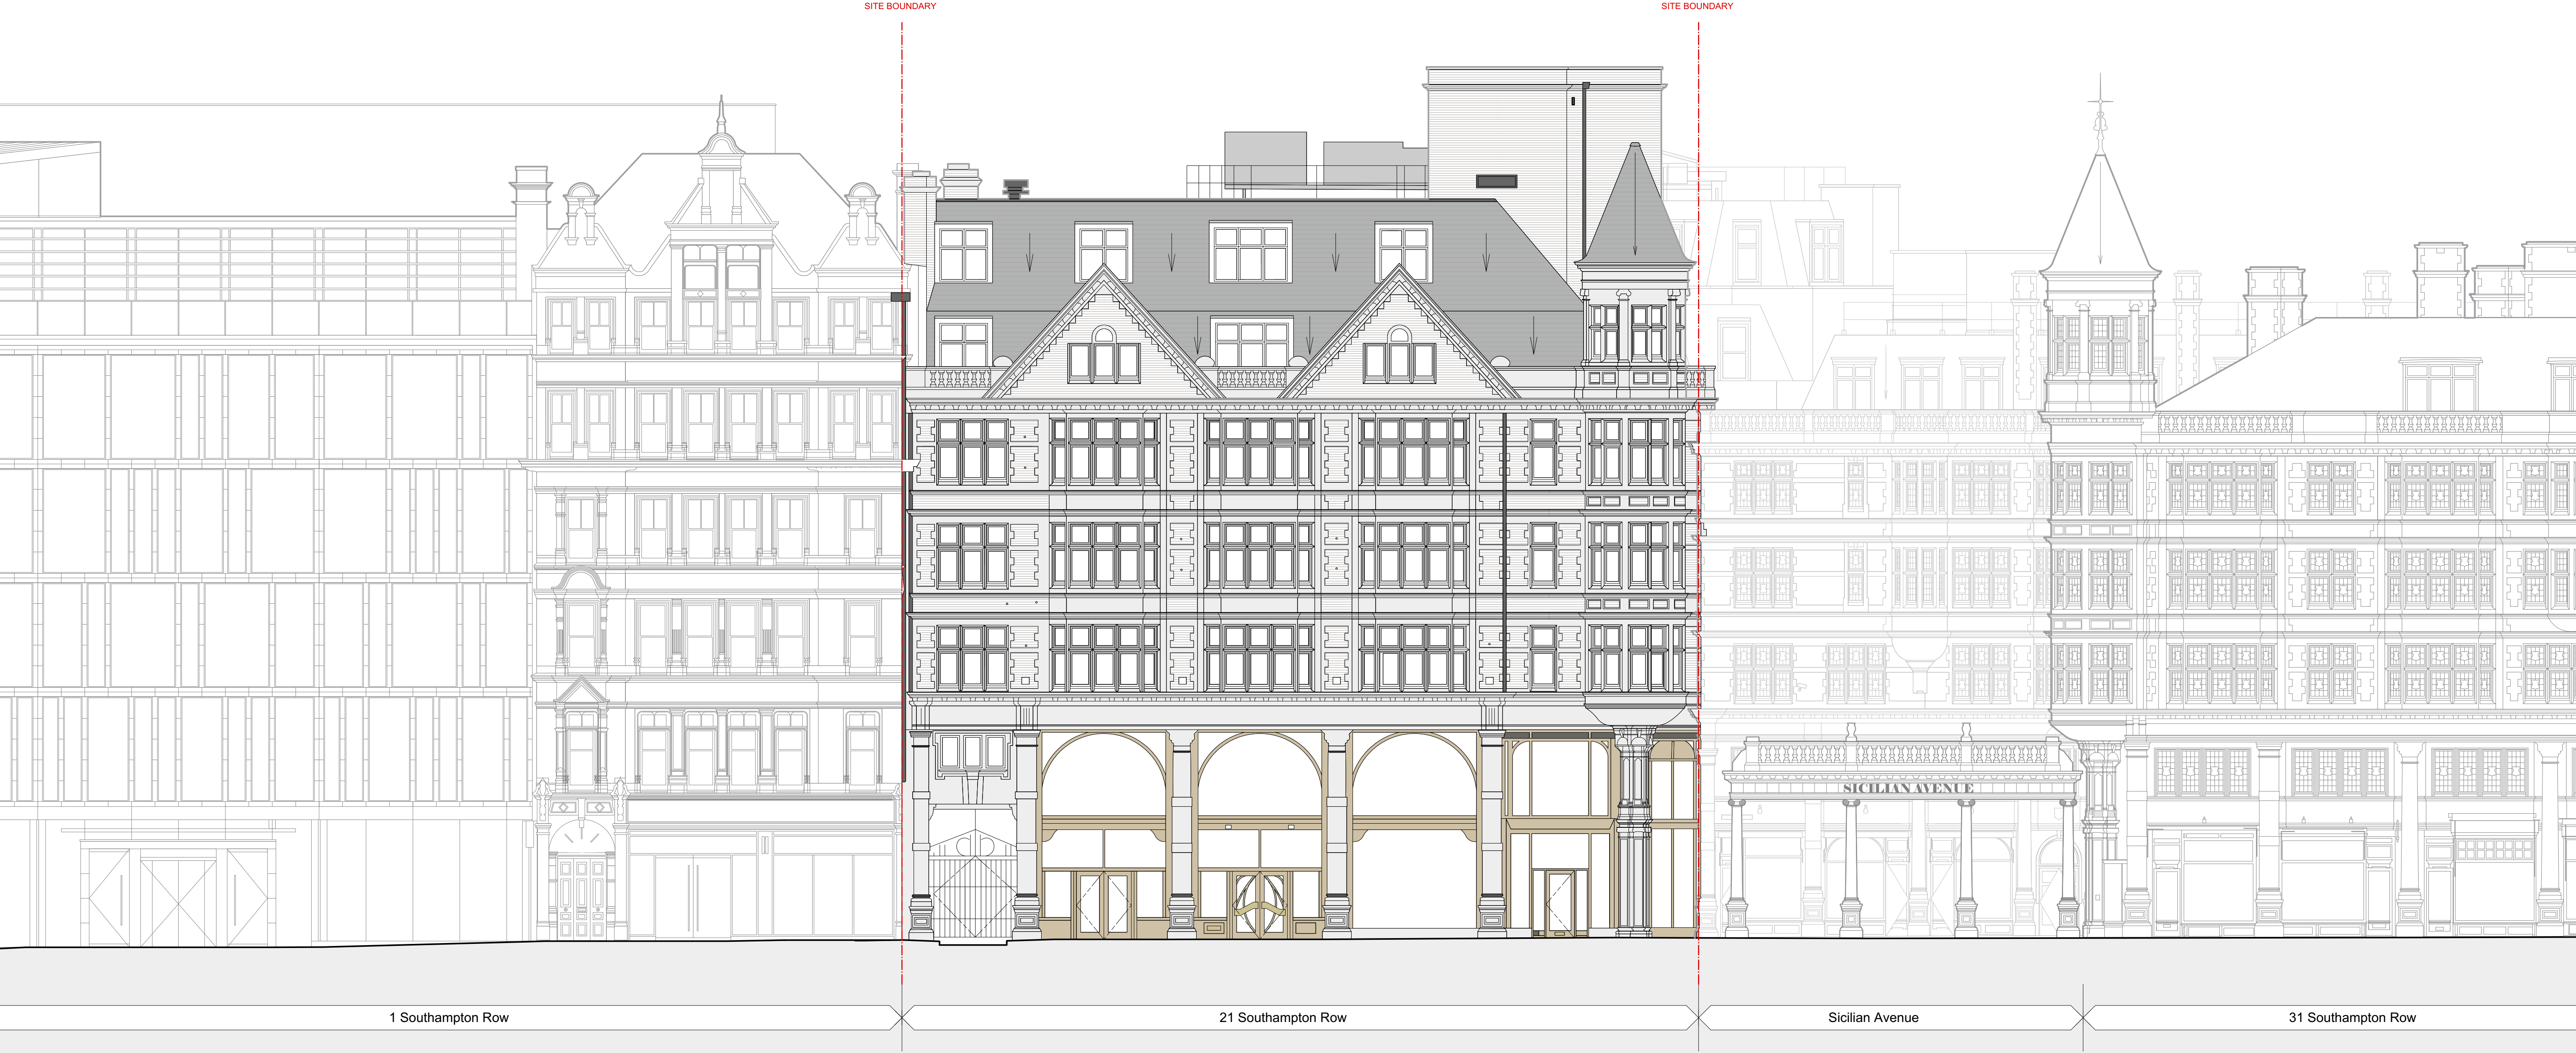 SITE BOUNDARY
SITE BOUNDARY
SICILIAN AVENUE
1 Southampton Row
21 Southampton Row
Sicilian Avenue
31 Southampton Row